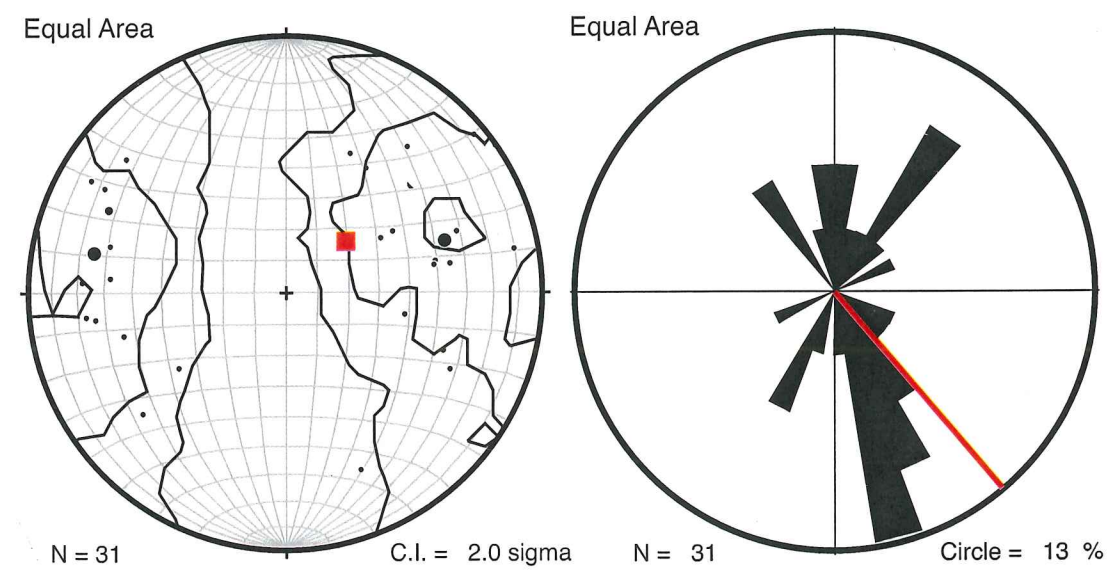 Equal Area
Equal Area
N = 31
C.I. = 2.0 sigma
N = 31
Circle = 13 %